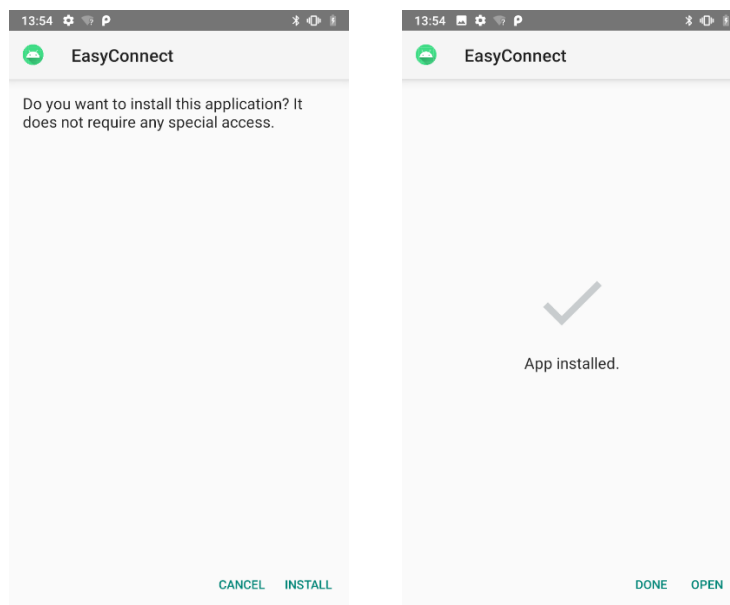 13:54
EasyConnect
Do you want to install this application? It
does not require any special access.
CANCEL INSTALL
13:54
EasyConnect
App installed.
DONE OPEN